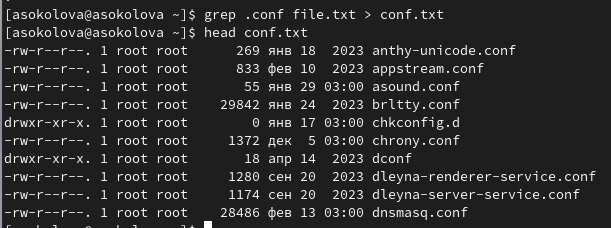 [asokolova@asokolova ~]$ grep .conf file.txt > conf.txt
[asokolova@asokolova ~]$ head conf.txt
-rw-r--r--. 1 root root     269 янв 18  2023 anthy-unicode.conf
-rw-r--r--. 1 root root     833 фев 10  2023 appstream.conf
-rw-r--r--. 1 root root      55 янв 29 03:00 asound.conf
-rw-r--r--. 1 root root   29842 янв 24  2023 brltty.conf
drwxr-xr-x. 1 root root       0 янв 17 03:00 chkconfig.d
-rw-r--r--. 1 root root    1372 дек  5 03:00 chrony.conf
drwxr-xr-x. 1 root root      18 апр 14  2023 dconf
-rw-r--r--. 1 root root    1280 сен 20  2023 dleyna-renderer-service.conf
-rw-r--r--. 1 root root    1174 сен 20  2023 dleyna-server-service.conf
-rw-r--r--. 1 root root   28486 фев 13 03:00 dnsmasq.conf
[asokolova@asokolova ~]$